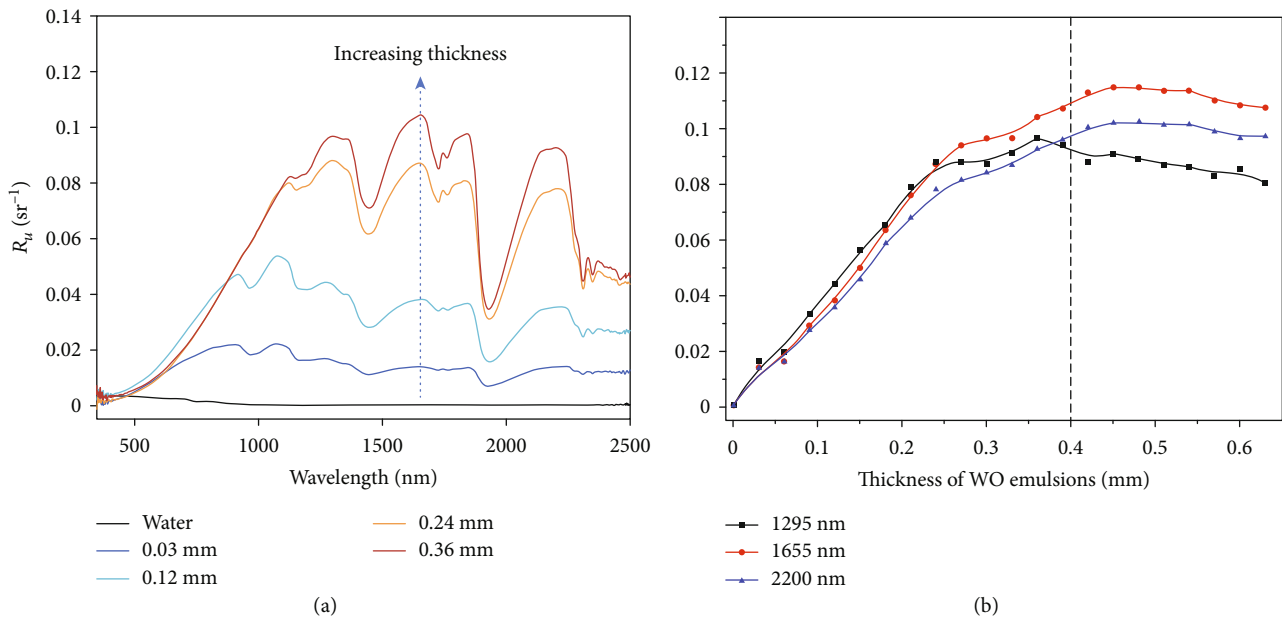 0.14
0.12
0.1
0.08
0.06
0.04
0.02
0
R_u (sr⁻¹)
Increasing thickness
500 1000 1500 2000 2500
Wavelength (nm)
Water
0.03 mm
0.12 mm
0.24 mm
0.36 mm
(a)
0.12
0.1
0.08
0.06
0.04
0.02
0
0 0.1 0.2 0.3 0.4 0.5 0.6
Thickness of WO emulsions (mm)
1295 nm
1655 nm
2200 nm
(b)